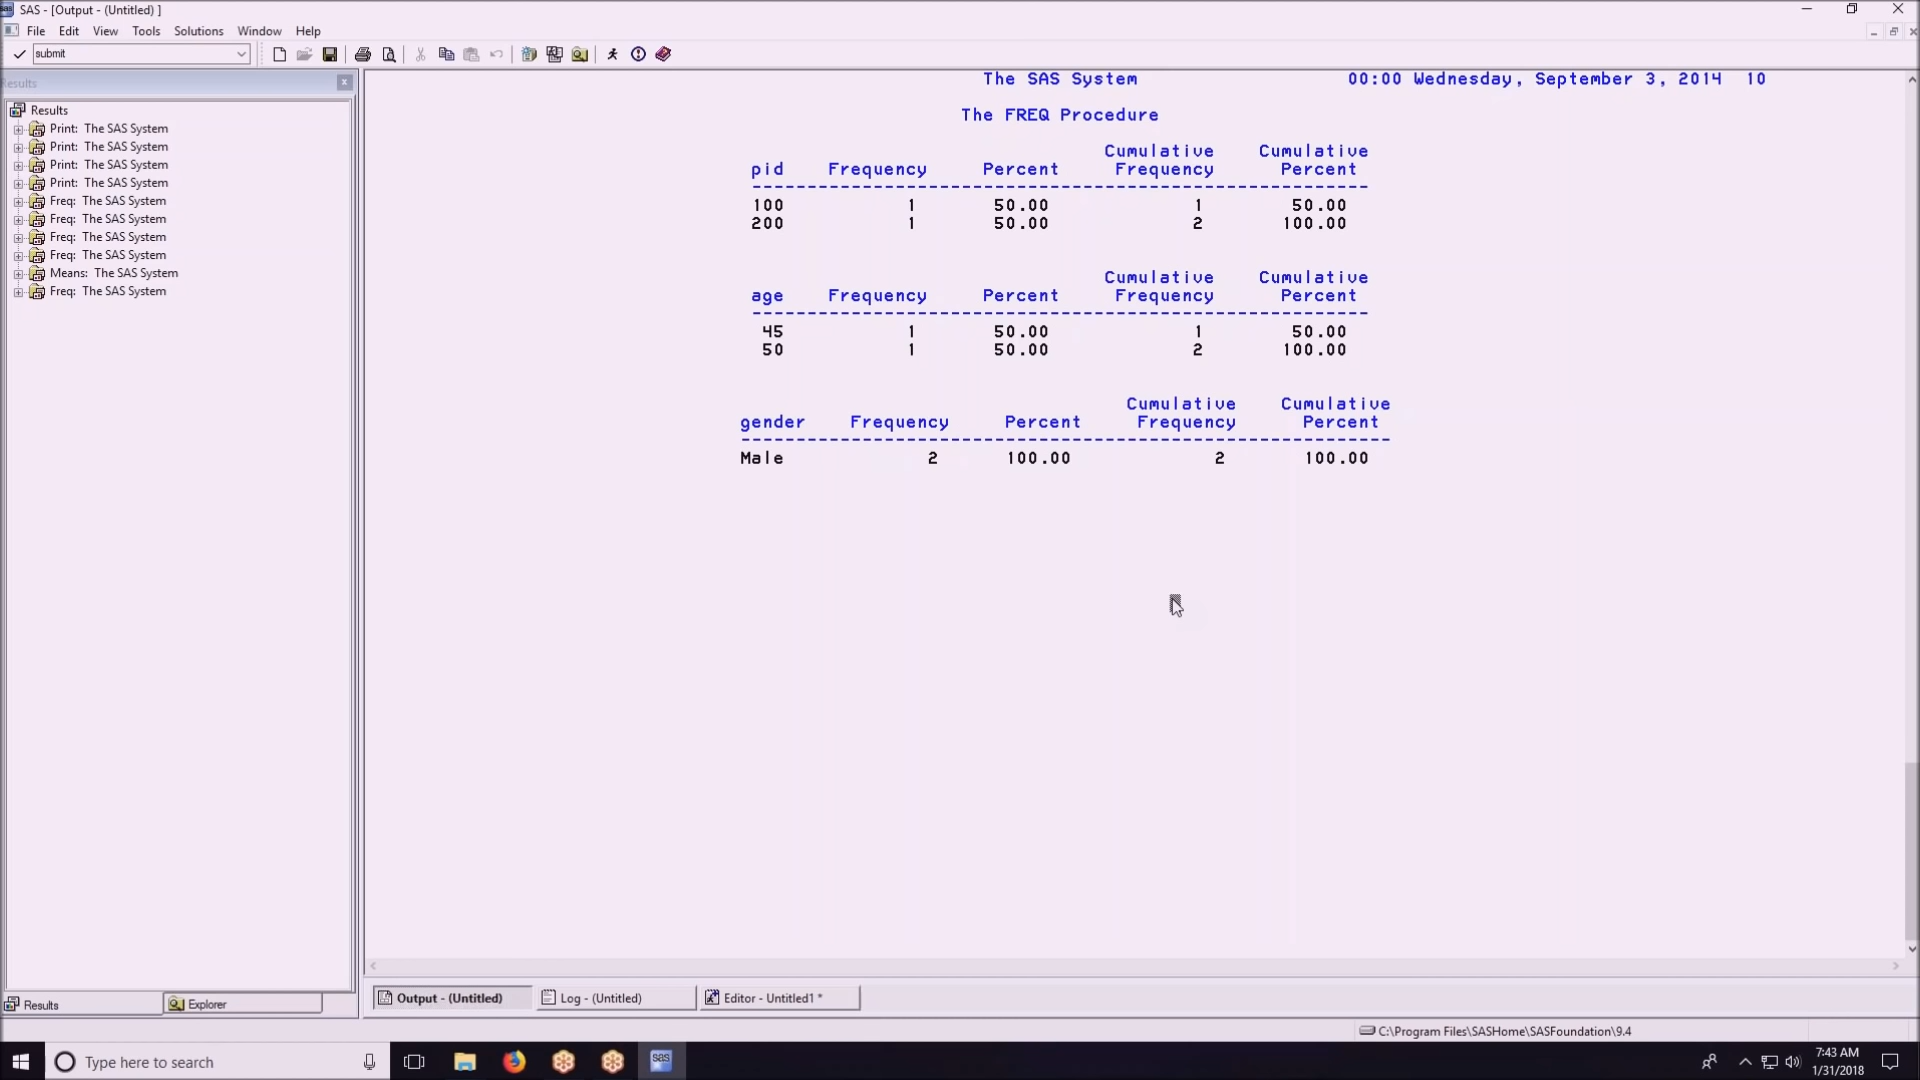 SAS - [Output - (Untitled) ]
File Edit View Tools Solutions Window Help
submit
Results
Results
Print: The SAS System
Print: The SAS System
Print: The SAS System
Print: The SAS System
Freq: The SAS System
Freq: The SAS System
Freq: The SAS System
Freq: The SAS System
Means: The SAS System
Freq: The SAS System
The SAS System 00:00 Wednesday, September 3, 2014 10
The FREQ Procedure
Cumulative Cumulative
pid Frequency Percent Frequency Percent
100 1 50.00 1 50.00
200 1 50.00 2 100.00
Cumulative Cumulative
age Frequency Percent Frequency Percent
45 1 50.00 1 50.00
50 1 50.00 2 100.00
Cumulative Cumulative
gender Frequency Percent Frequency Percent
Male 2 100.00 2 100.00
Results Explorer
Output - (Untitled) Log - (Untitled) Editor - Untitled1 *
C:\Program Files\SASHome\SASFoundation\9.4
Type here to search
sas
7:43 AM
1/31/2018